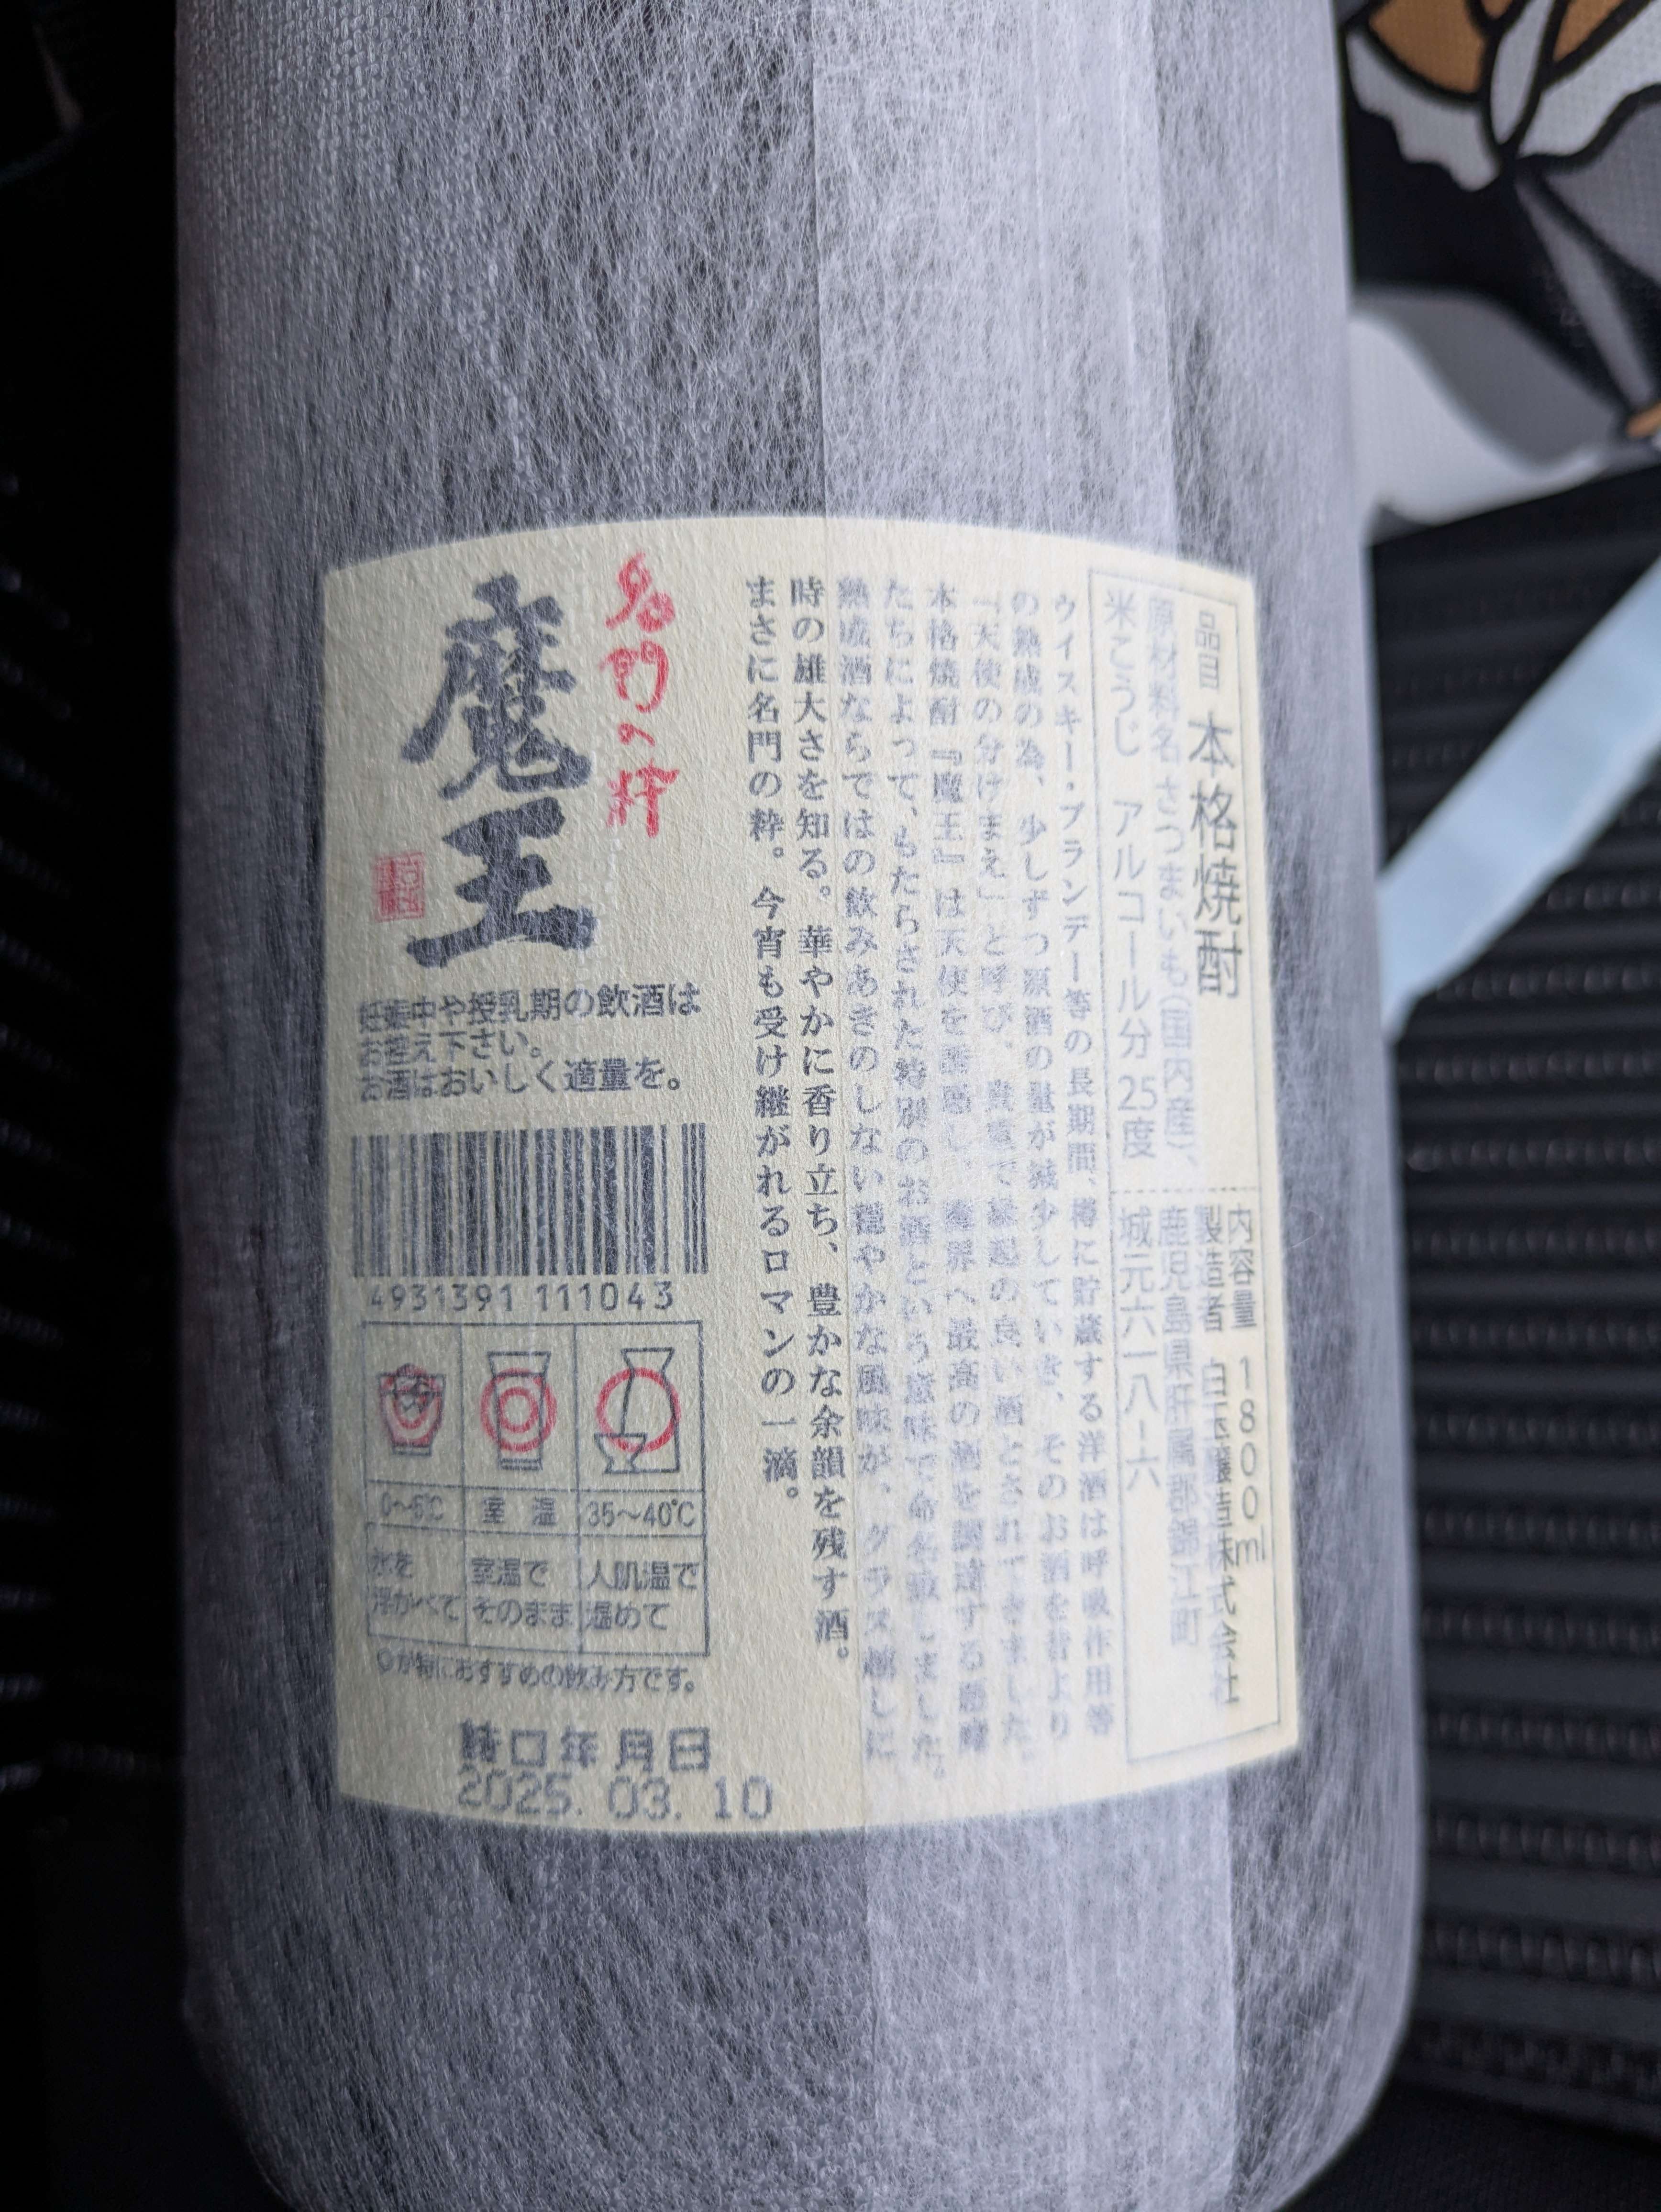 品目 本格焼酎
原材料名 さつまいも(国内産)、
米こうじ アルコール分 25度
内容量 1800ml
製造者 白玉醸造株式会社
鹿児島県肝属郡錦江町
城元六一八-六
ウイスキー・ブランデー等の長期間、樽に貯蔵する洋酒は呼吸作用等
の熟成の為、少しずつ原酒の量が減少していき、そのお酒を昔より
「天使の分けまえ」と呼び、貴重で縁起の良い酒とされてきました。
本格焼酎『魔王』は天使を誘惑し、魔界へ最高の酒を調達する悪魔
たちによって、もたらされた特別のお酒という意味で命名致しました。
熟成酒ならではの飲みあきのしない穏やかな風味が、グラス越しに
時の雄大さを知る。華やかに香り立ち、豊かな余韻を残す酒。
まさに名門の粋。今宵も受け継がれるロマンの一滴。
名門の粋
魔王
妊娠中や授乳期の飲酒は
お控え下さい。
お酒はおいしく適量を。
4931391 111043
0〜5℃ 室温 35〜40℃
氷を 室温で 人肌温で
浮かべて そのまま 温めて
◎が特におすすめの飲み方です。
詰口年月日
2025. 03. 10